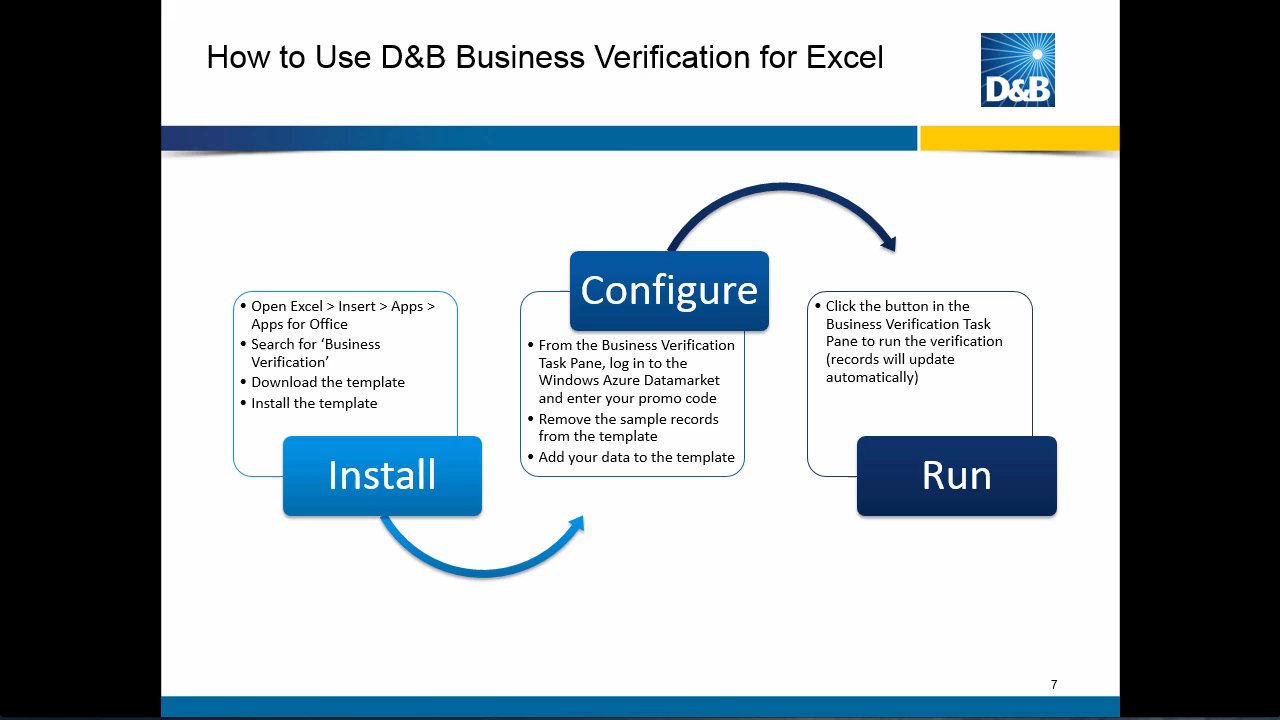 How to Use D&B Business Verification for Excel
D&B
• Open Excel > Insert > Apps >
Apps for Office
• Search for ‘Business
Verification’
• Download the template
• Install the template
Install
Configure
• From the Business Verification
Task Pane, log in to the
Windows Azure Datamarket
and enter your promo code
• Remove the sample records
from the template
• Add your data to the template
• Click the button in the
Business Verification Task
Pane to run the verification
(records will update
automatically)
Run
7